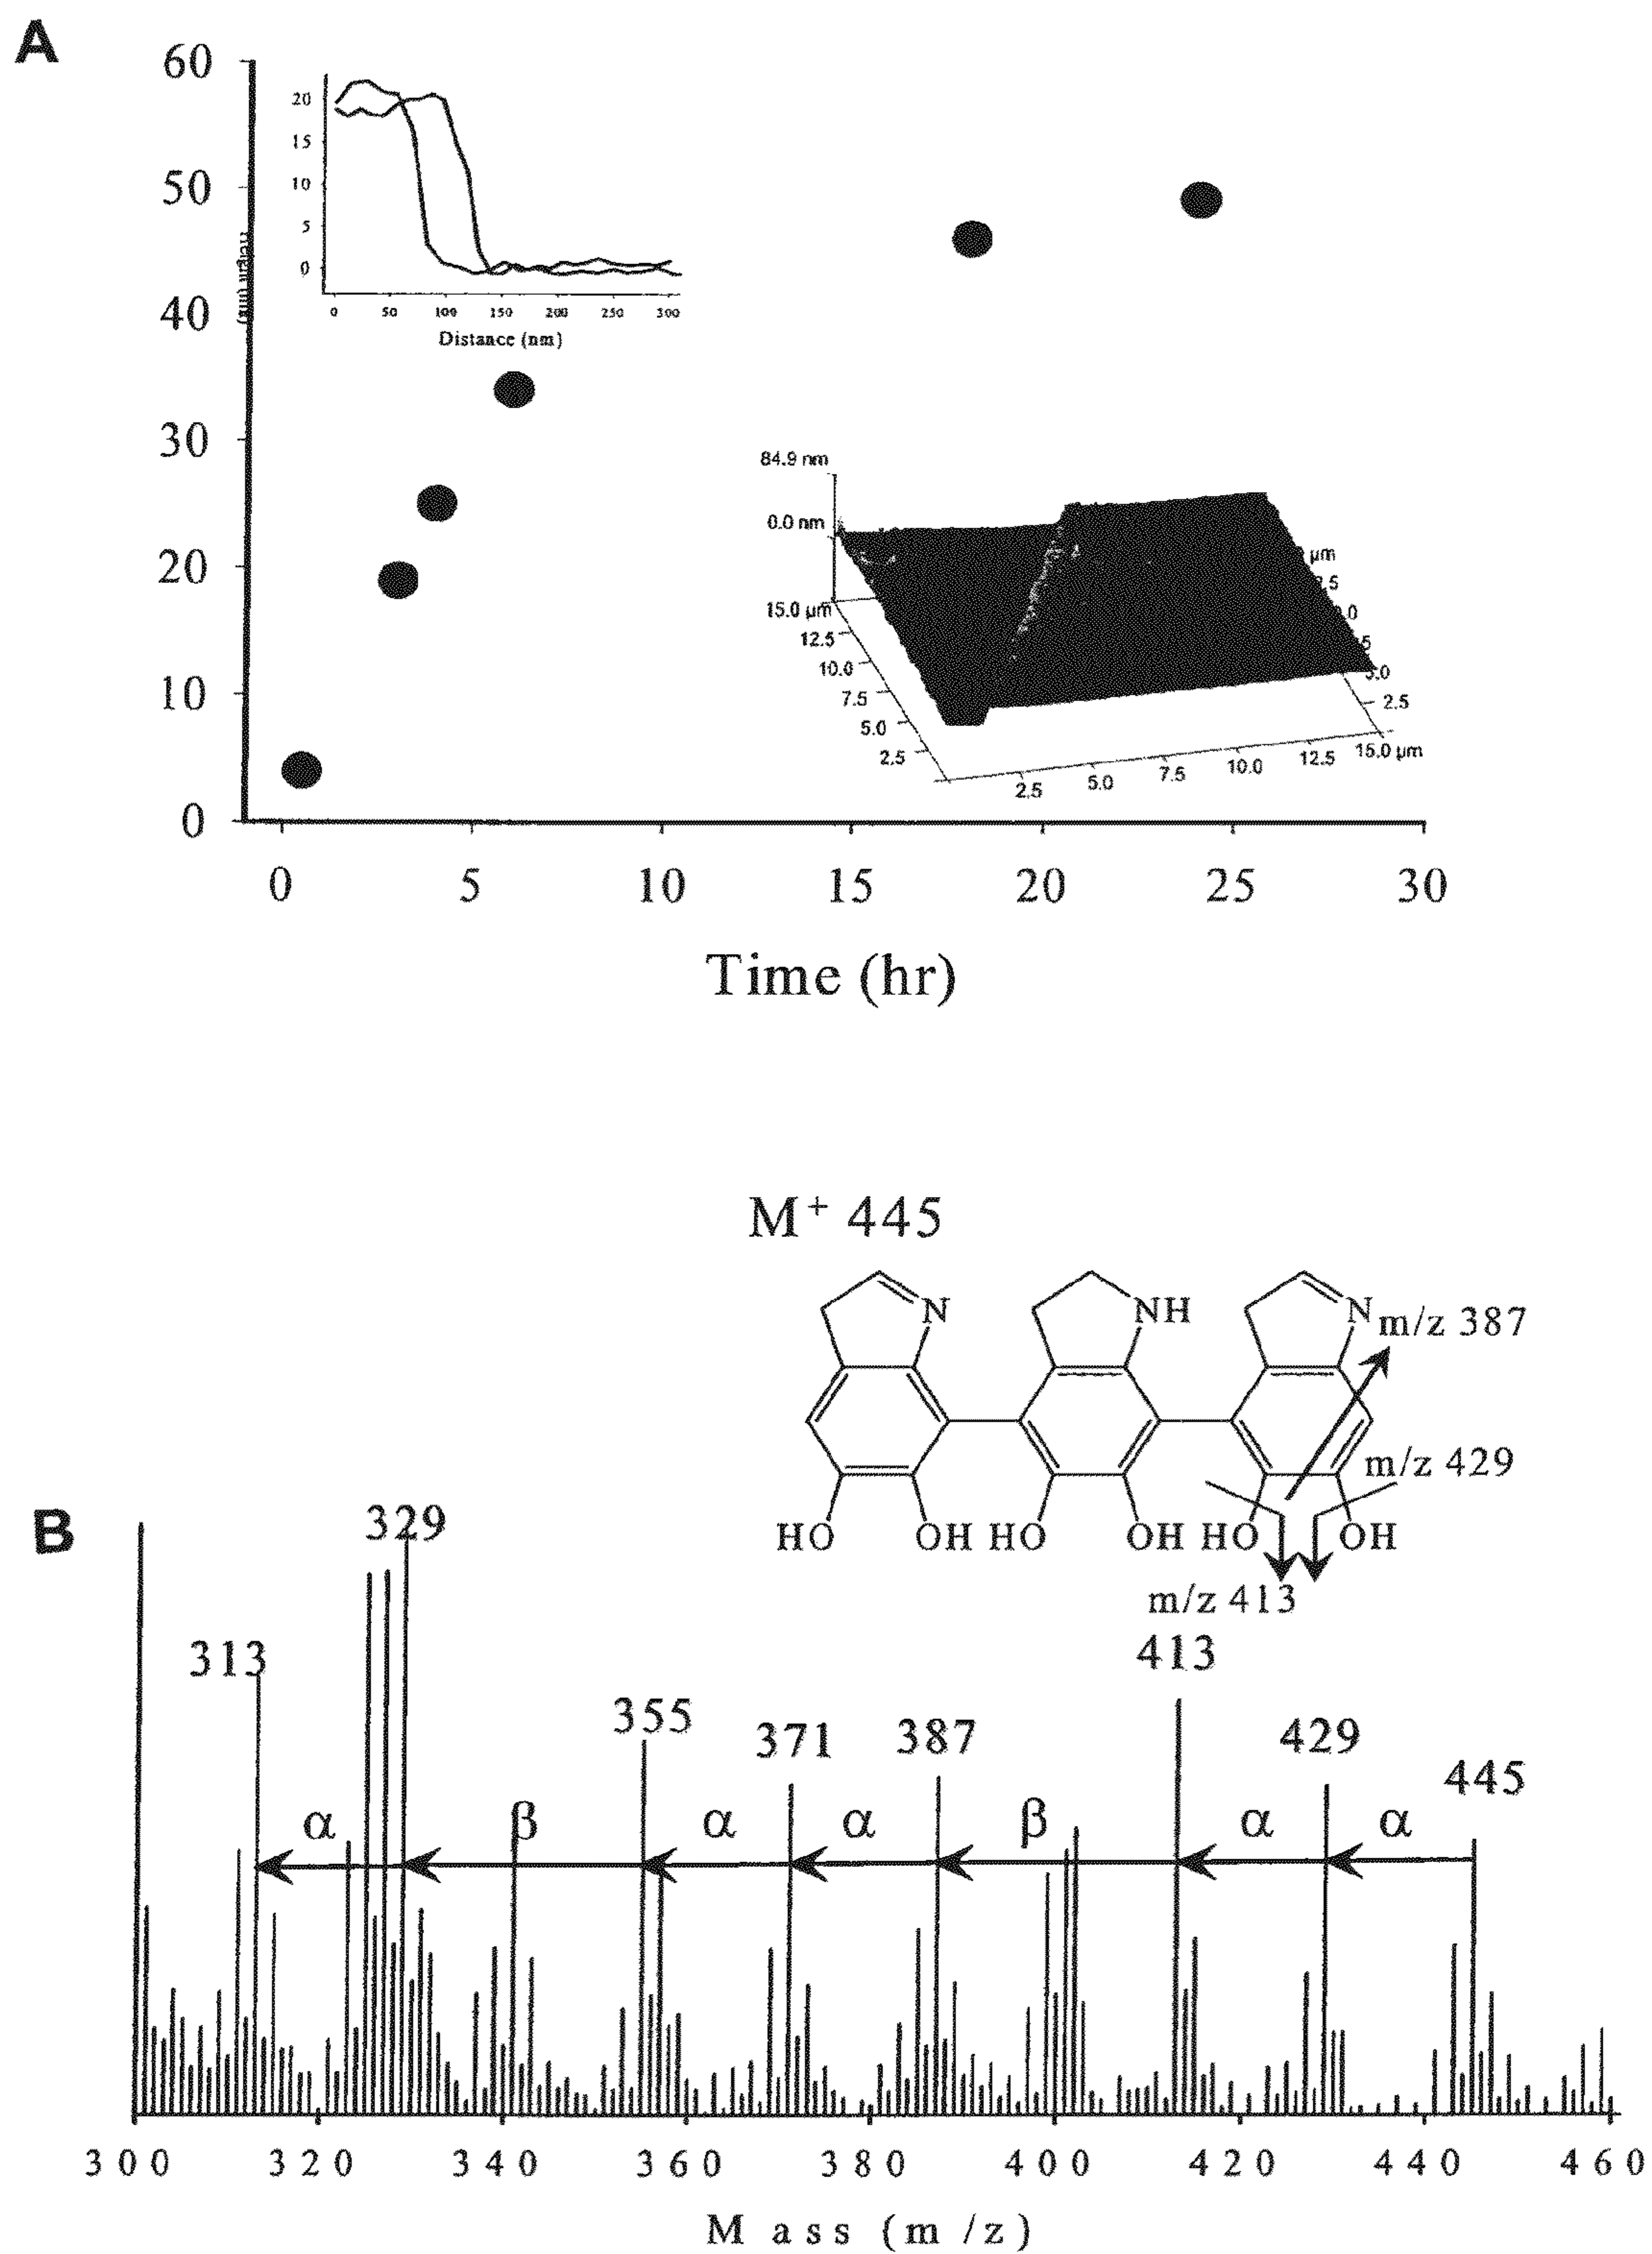 A
60
50
40
30
20
10
0
0 5 10 15 20 25 30
Time (hr)
20
15
10
5
0
0 50 100 150 200 250 300
Distance (nm)
84.9 nm
0.0 nm
15.0 µm
12.5
10.0
7.5
5.0
2.5
2.5 5.0 7.5 10.0 12.5 15.0 µm
µm
2.5
M+ 445
N NH N
m/z 387
m/z 429
HO OH HO OH HO OH
m/z 413
B
329
313
355
371
387
413
429
445
α β α α β α α
300 320 340 360 380 400 420 440 460
Mass (m/z)